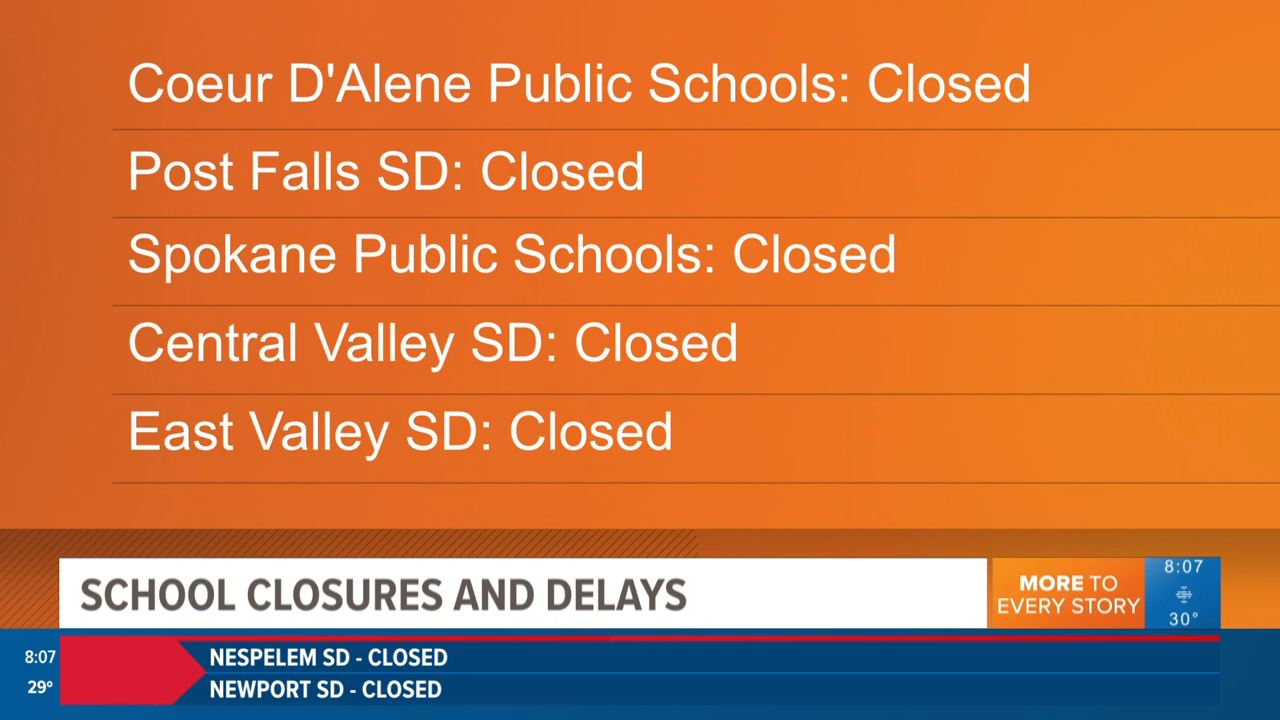 Coeur D'Alene Public Schools: Closed
Post Falls SD: Closed
Spokane Public Schools: Closed
Central Valley SD: Closed
East Valley SD: Closed
SCHOOL CLOSURES AND DELAYS
MORE TO
EVERY STORY
8:07
30°
8:07
29°
NESPELEM SD - CLOSED
NEWPORT SD - CLOSED